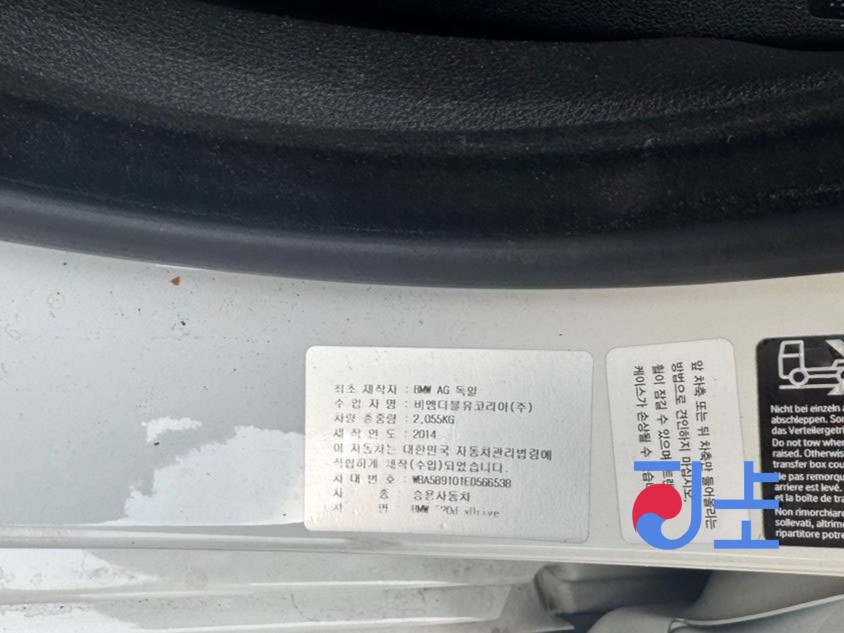 최초 제작자 : BMW AG 독일
수 입 자 명 : 비엠더블유코리아(주)
차량 총중량 : 2,055KG
제 작 연 도 : 2014
이 자동차는 대한민국 자동차관리법령에
적합하게 제작(수입)되었습니다.
차 대 번 호 : WBA5B9101ED566538
차 종 : 승용자동차
BMW 520d xDrive
앞 차축 또는 뒤 차축만 들어올리는
방법으로 견인하지 마십시오.
휠이 잠길 수 있으며
케이스가 손상될 수
Nicht bei einzeln
abschleppen.
das Verteilergetr
Do not tow when
raised. Otherwis
transfer box cou
Ne pas remorqu
arriere est levé.
et la boîte de tra
Non rimorchiare
sollevati, altrime
ripartitore potre